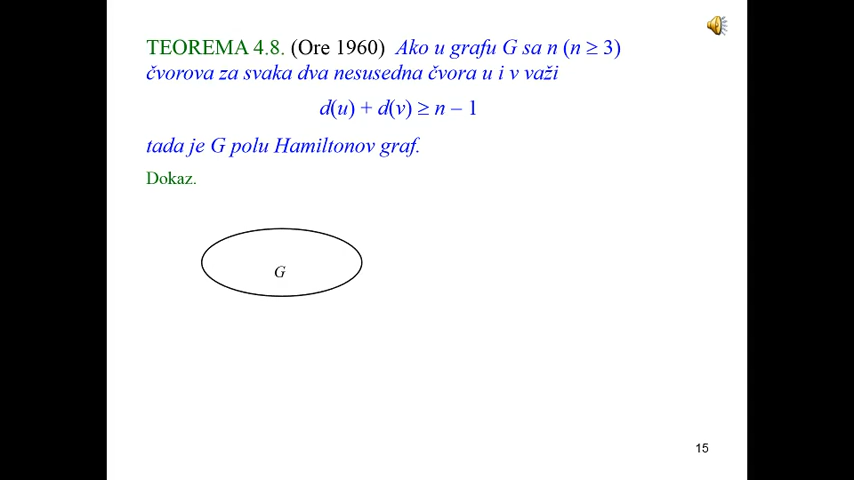 TEOREMA 4.8. (Ore 1960) Ako u grafu G sa n (n ≥ 3)
čvorova za svaka dva nesusedna čvora u i v važi
d(u) + d(v) ≥ n – 1
tada je G polu Hamiltonov graf.
Dokaz.
G
15